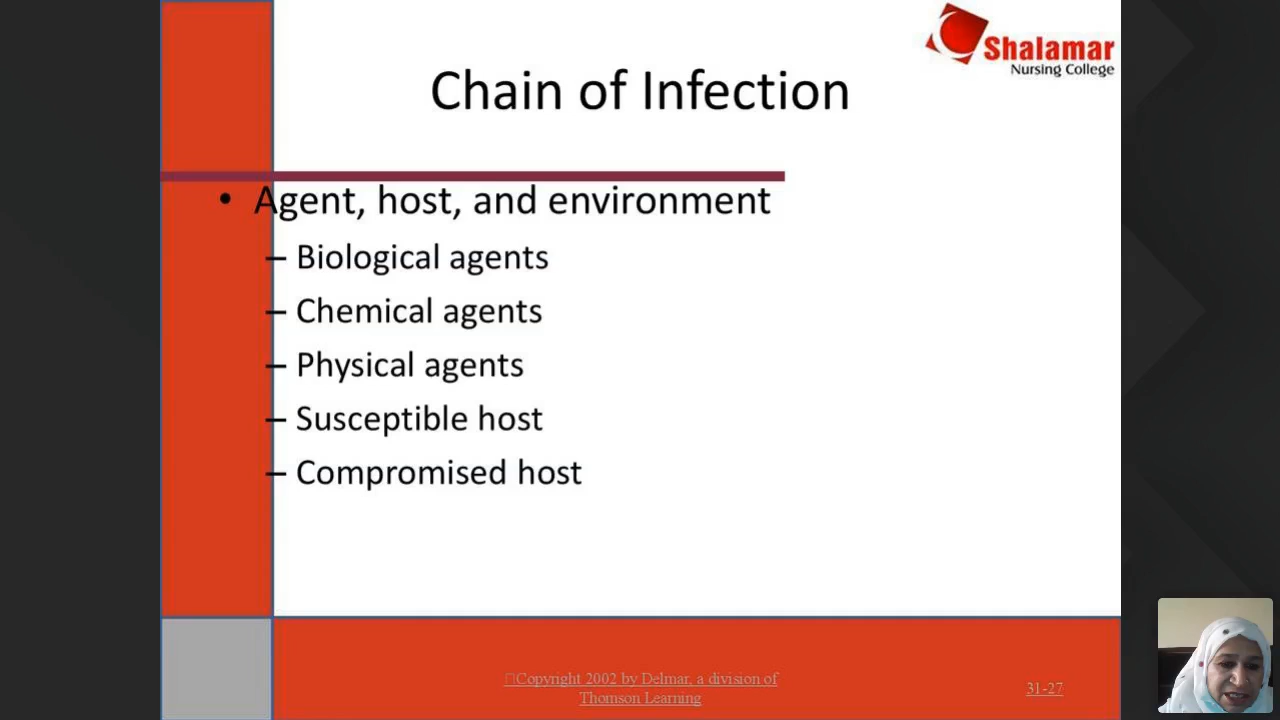 Shalamar
Nursing College
Chain of Infection
• Agent, host, and environment
– Biological agents
– Chemical agents
– Physical agents
– Susceptible host
– Compromised host
Copyright 2002 by Delmar, a division of
Thomson Learning
31-27